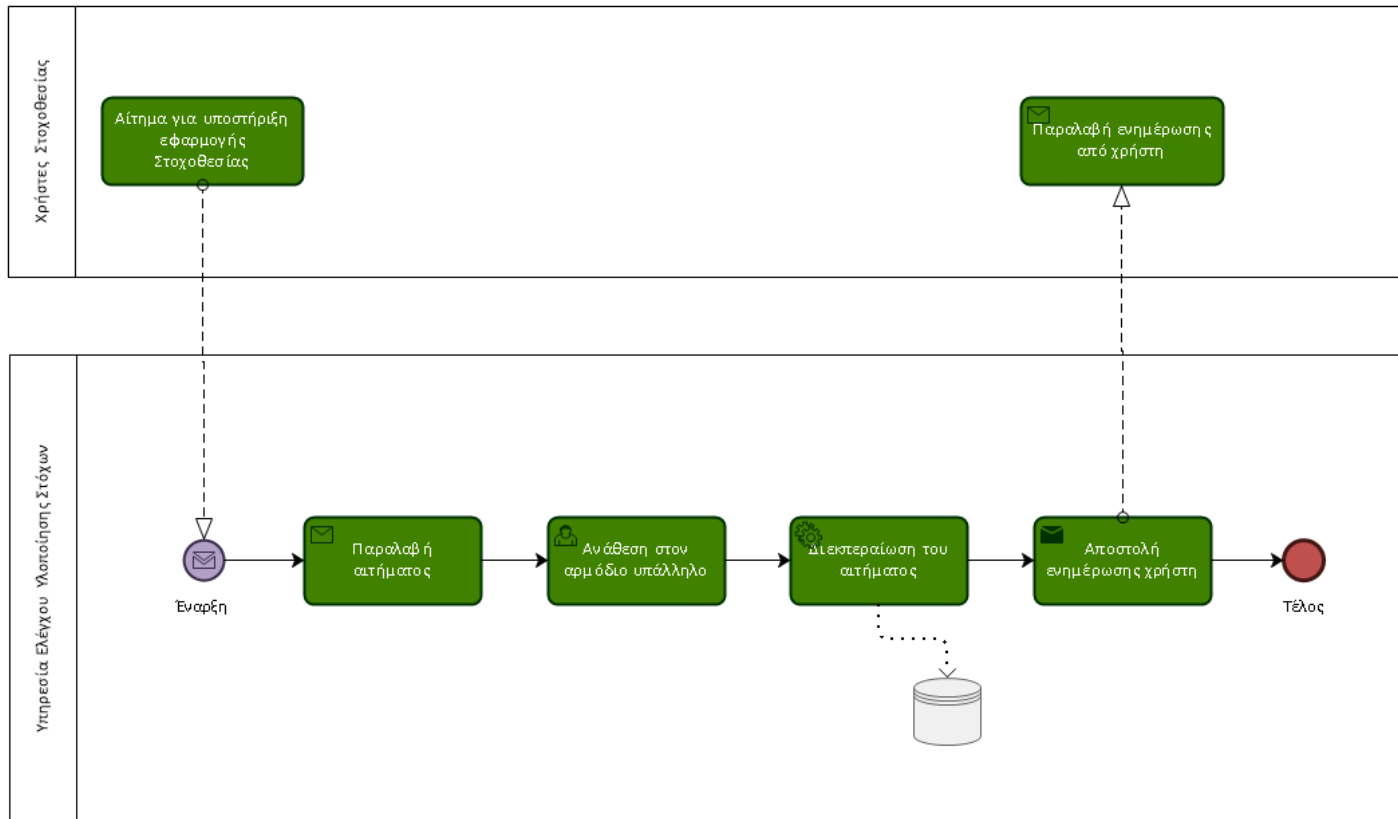 Χρήστες Στοχοθεσίας
Αίτημα για υποστήριξη
εφαρμογής
Στοχοθεσίας
Παραλαβή ενημέρωσης
από χρήστη
Υπηρεσία Ελέγχου Υλοποίησης Στόχων
Έναρξη
Παραλαβή
αιτήματος
Ανάθεση στον
αρμόδιο υπάλληλο
Διεκπεραίωση του
αιτήματος
Αποστολή
ενημέρωσης χρήστη
Τέλος